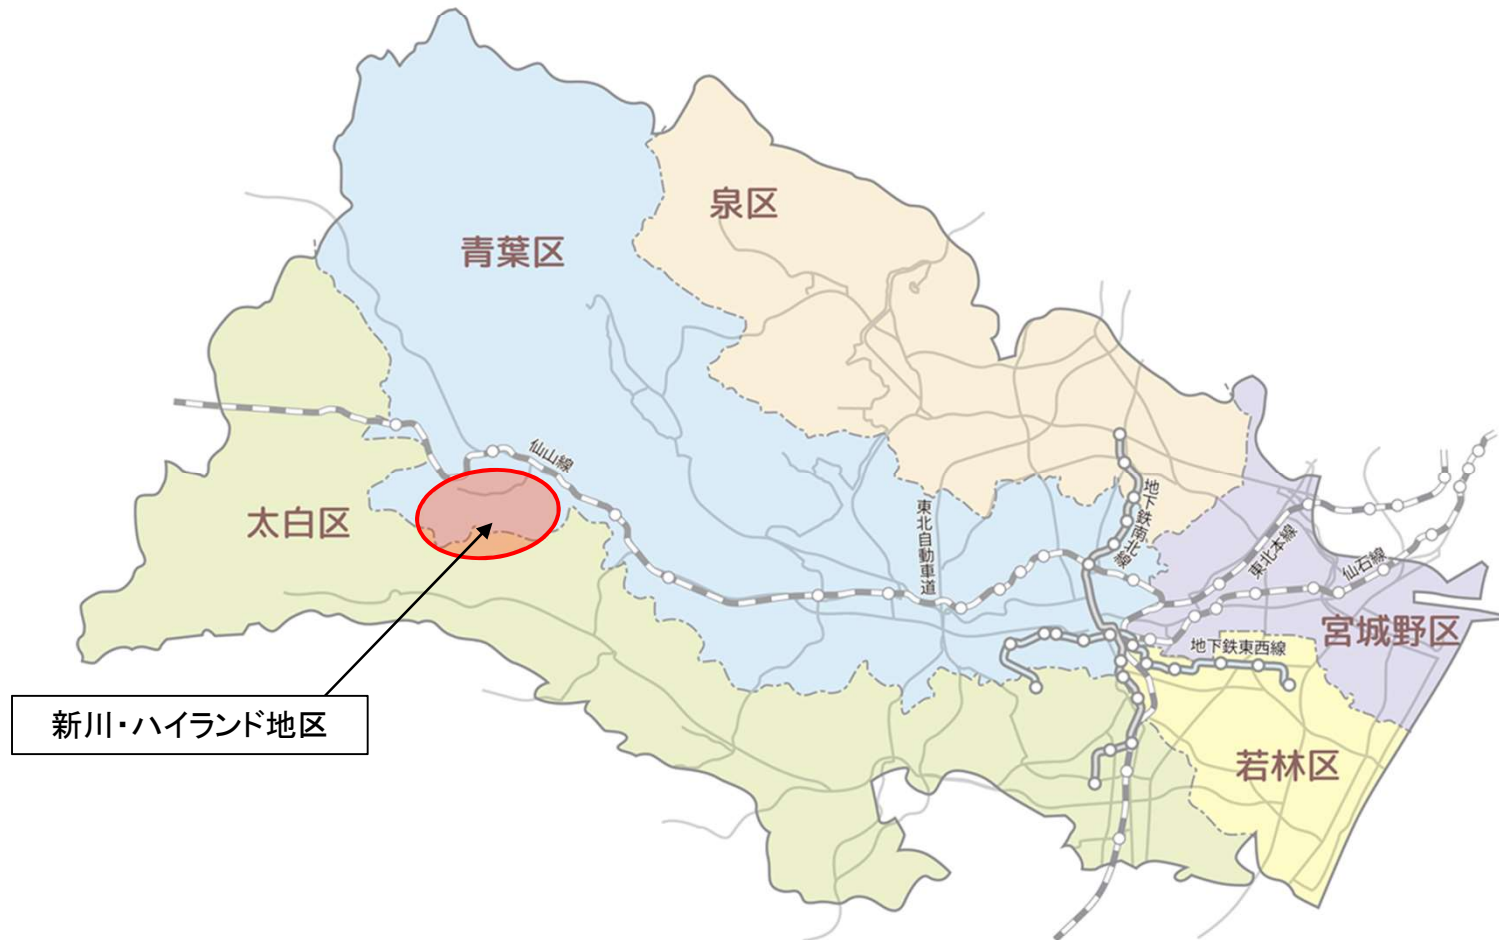 泉区
青葉区
仙山線
太白区
東北自動車道
地下鉄南北線
東北本線
仙石線
宮城野区
地下鉄東西線
新川・ハイランド地区
若林区